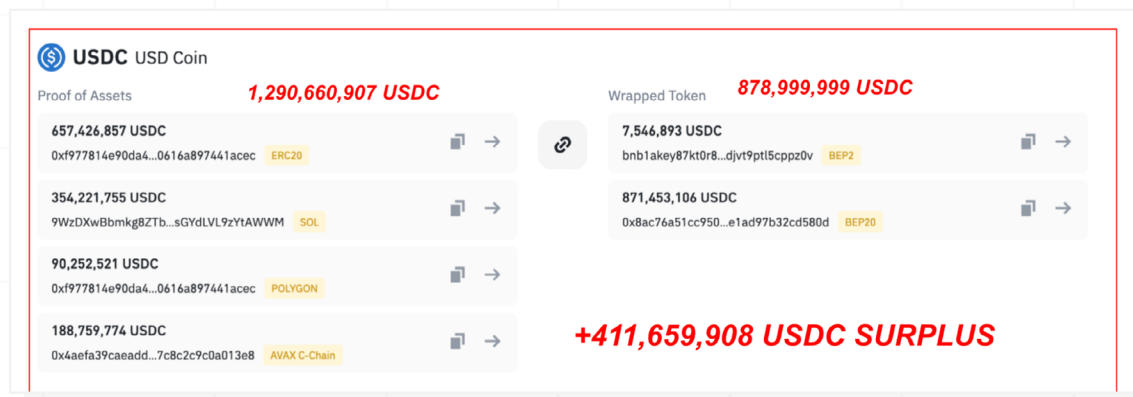 USDC USD Coin
Proof of Assets
1,290,660,907 USDC
657,426,857 USDC
0xf977814e90da4...0616a897441acec ERC20
354,221,755 USDC
9WzDXwBbmkg8ZTb...sGYdLVL9zYtAWWM SOL
90,252,521 USDC
0xf977814e90da4...0616a897441acec POLYGON
188,759,774 USDC
0x4aefa39caeadd...7c8c2c9c0a013e8 AVAX C-Chain
Wrapped Token
878,999,999 USDC
7,546,893 USDC
bnb1akey87kt0r8...djvt9ptl5cppz0v BEP2
871,453,106 USDC
0x8ac76a51cc950...e1ad97b32cd580d BEP20
+411,659,908 USDC SURPLUS